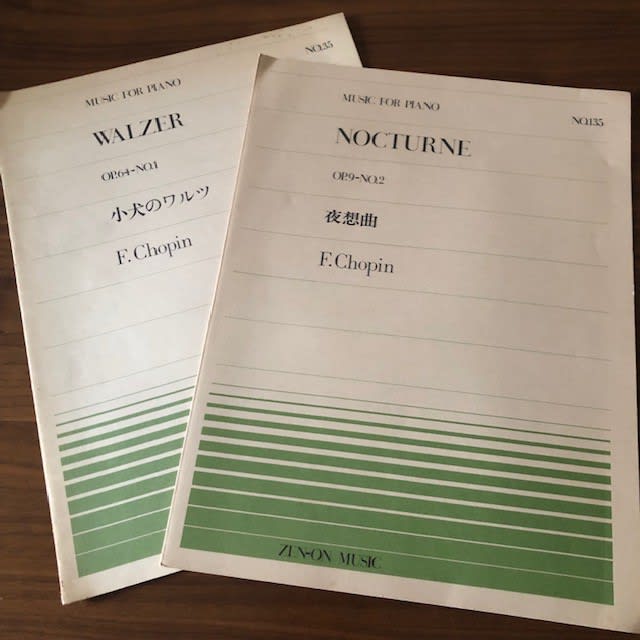 MUSIC FOR PIANO
NO.35
WALZER
OP.64-NO.1
小犬のワルツ
F. Chopin
MUSIC FOR PIANO
NO.135
NOCTURNE
OP.9-NO.2
夜想曲
F. Chopin
ZEN-ON MUSIC